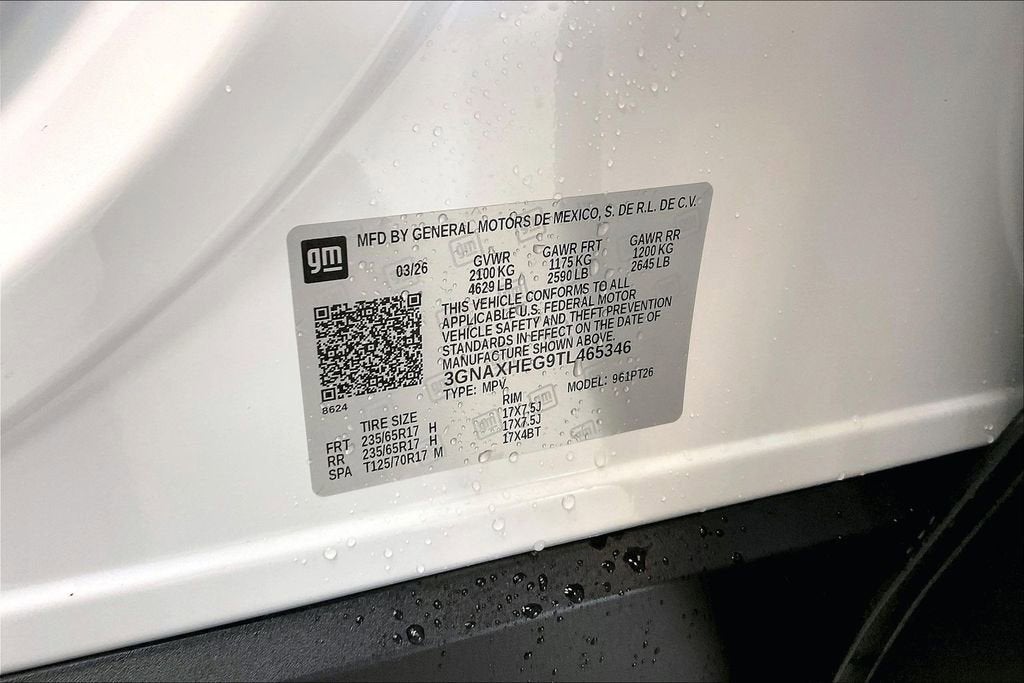 gm
MFD BY GENERAL MOTORS DE MEXICO, S. DE R.L. DE C.V.
03/26
GVWR GAWR FRT GAWR RR
2100 KG 1175 KG 1200 KG
4629 LB 2590 LB 2645 LB
THIS VEHICLE CONFORMS TO ALL
APPLICABLE U.S. FEDERAL MOTOR
VEHICLE SAFETY AND THEFT PREVENTION
STANDARDS IN EFFECT ON THE DATE OF
MANUFACTURE SHOWN ABOVE.
3GNAXHEG9TL465346
TYPE: MPV MODEL: 961PT26
8624
TIRE SIZE RIM
FRT 235/65R17 H 17X7.5J
RR 235/65R17 H 17X7.5J
SPA T125/70R17 M 17X4BT